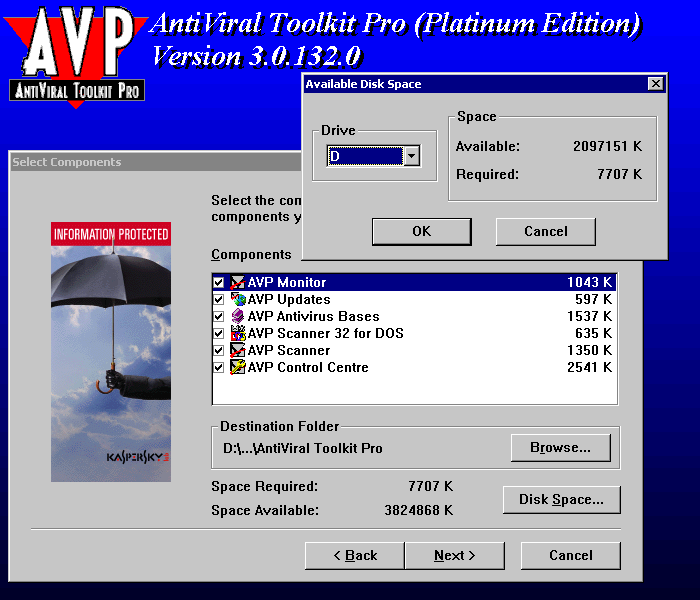 AVP
ANTIVIRAL TOOLKIT PRO
AntiViral Toolkit Pro (Platinum Edition)
Version 3.0.132.0
Available Disk Space
Drive
D
Space
Available: 2097151 K
Required: 7707 K
OK Cancel
Select Components
Select the con
components y
INFORMATION PROTECTED
KASPERSKY
Components
AVP Monitor 1043 K
AVP Updates 597 K
AVP Antivirus Bases 1537 K
AVP Scanner 32 for DOS 635 K
AVP Scanner 1350 K
AVP Control Centre 2541 K
Destination Folder
D:\...\AntiViral Toolkit Pro Browse...
Space Required: 7707 K
Space Available: 3824868 K
Disk Space...
< Back Next > Cancel